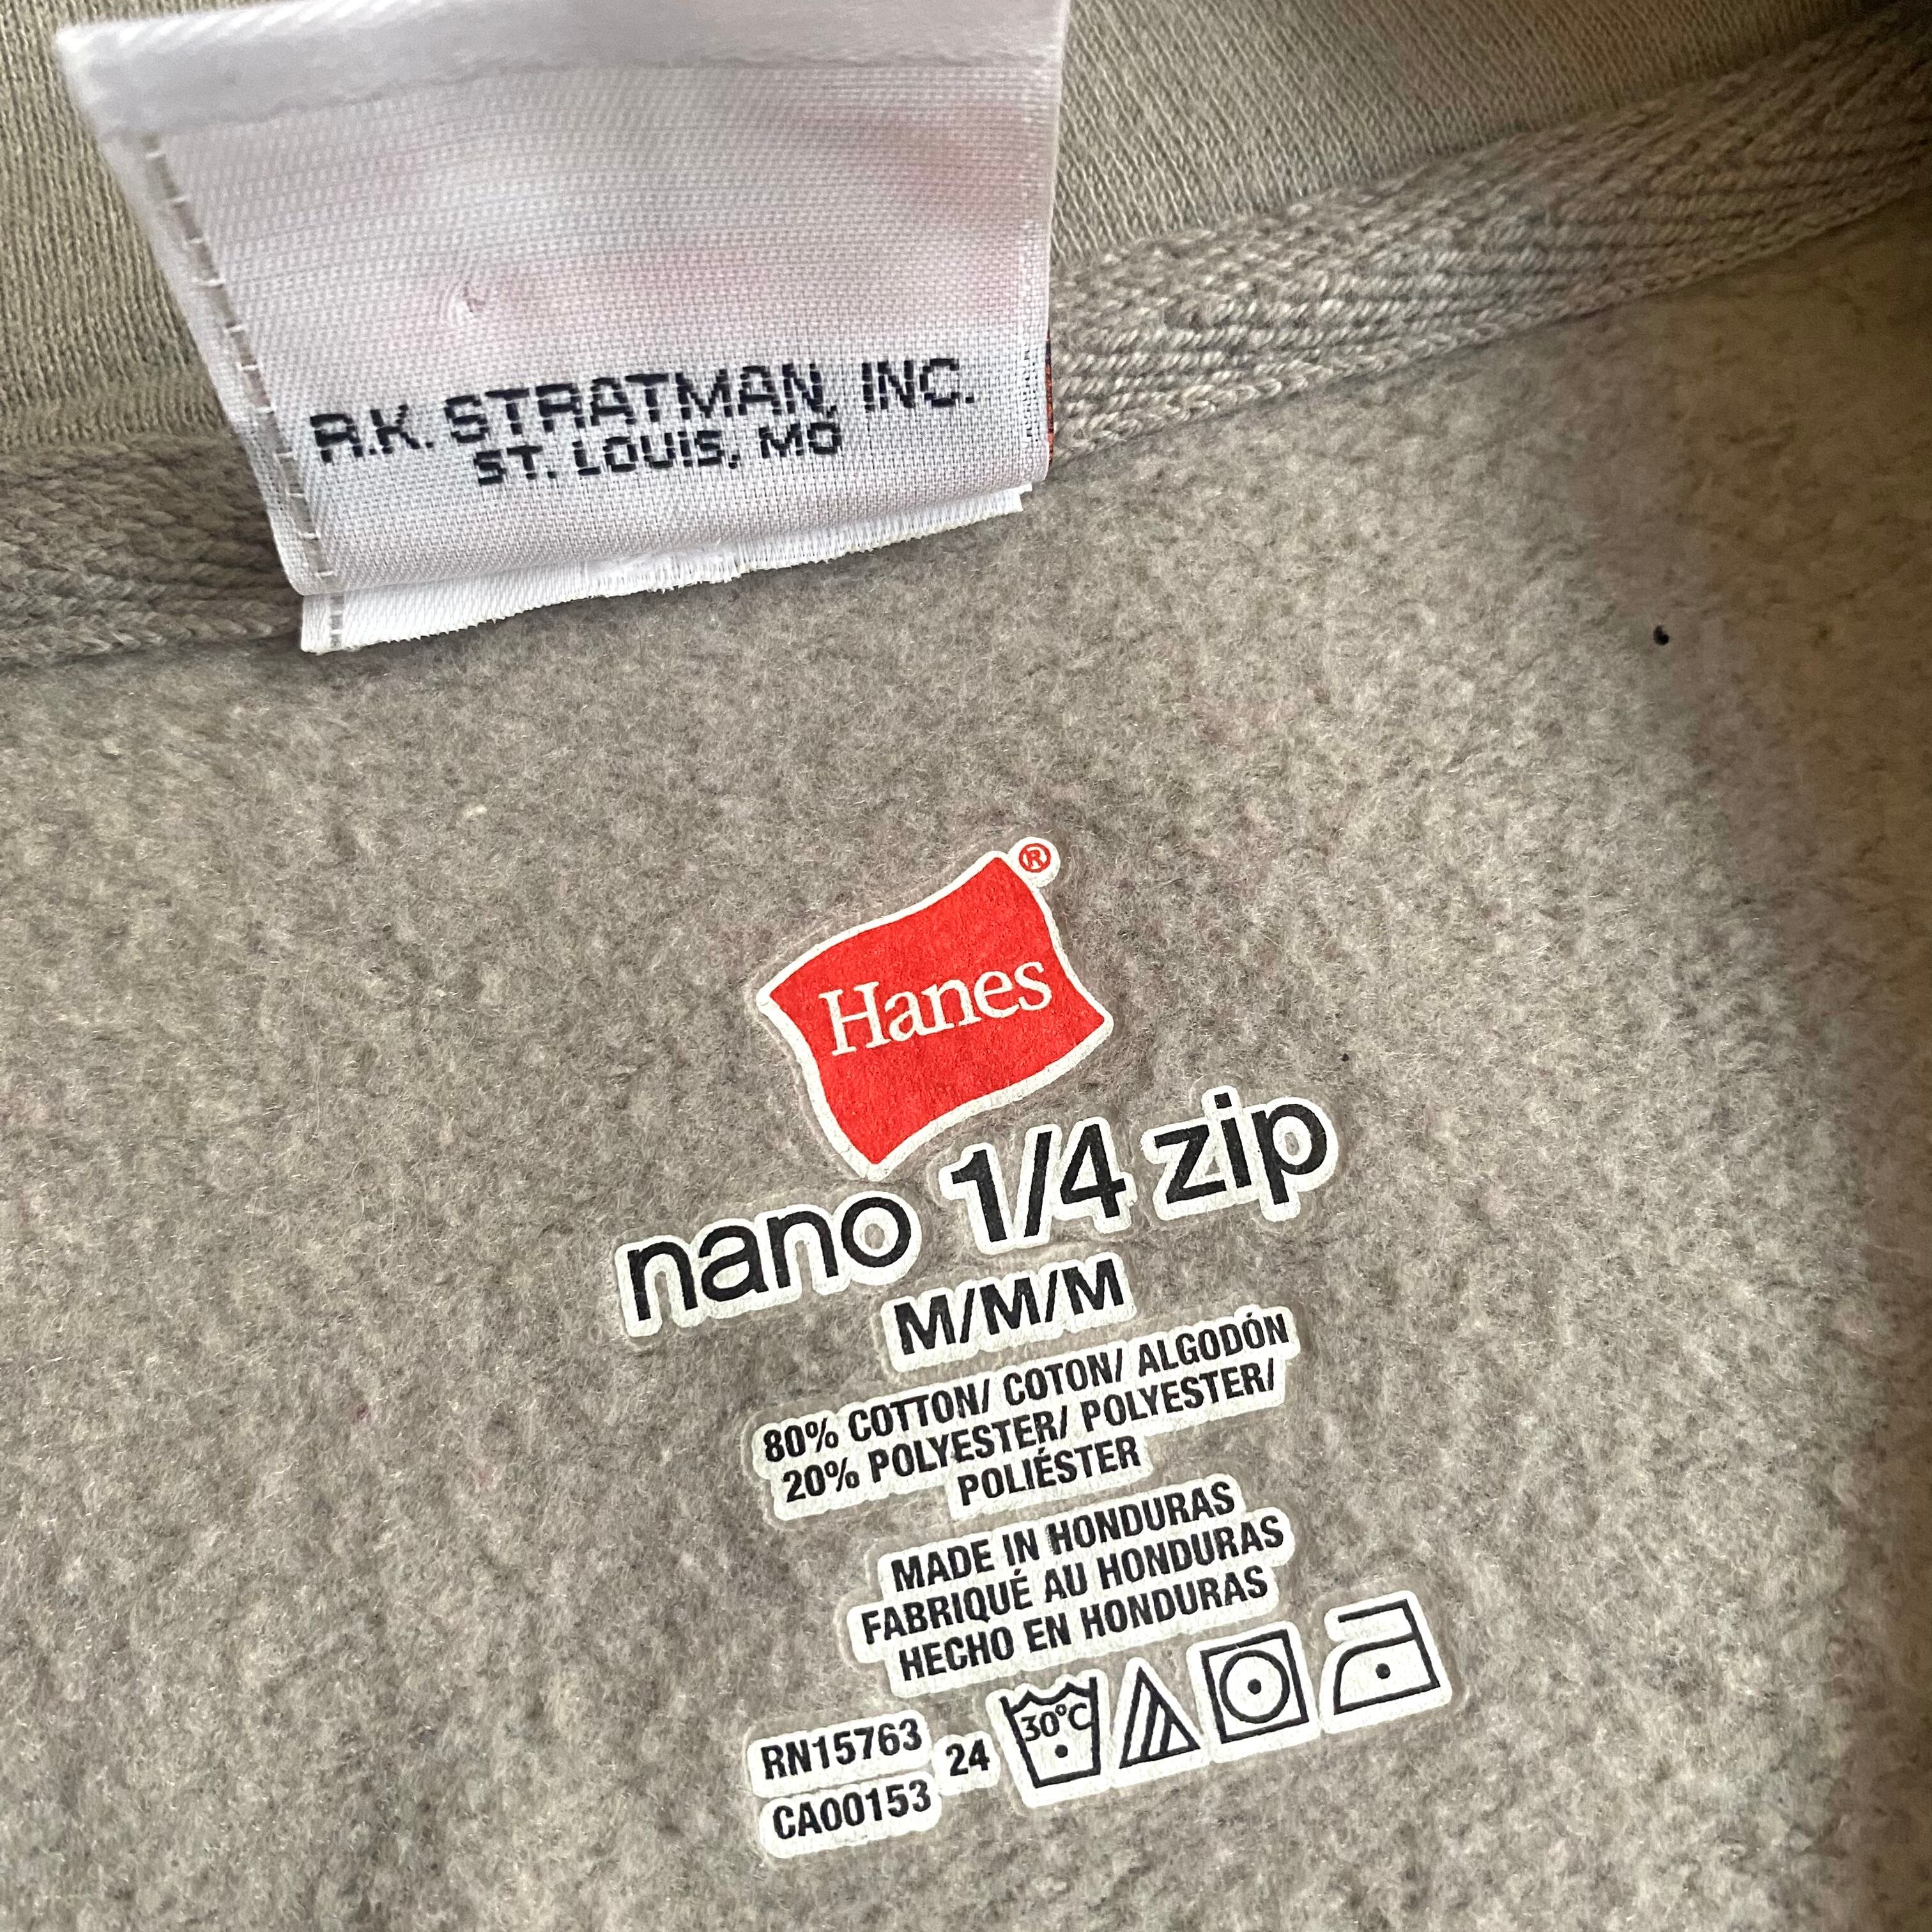 R.K. STRATMAN, INC.
ST. LOUIS, MO
Hanes®
nano 1/4 zip
M/M/M
80% COTTON/ COTON/ ALGODÓN
20% POLYESTER/ POLYESTER/
POLIÉSTER
MADE IN HONDURAS
FABRIQUÉ AU HONDURAS
HECHO EN HONDURAS
RN15763
CA00153
24
30°C